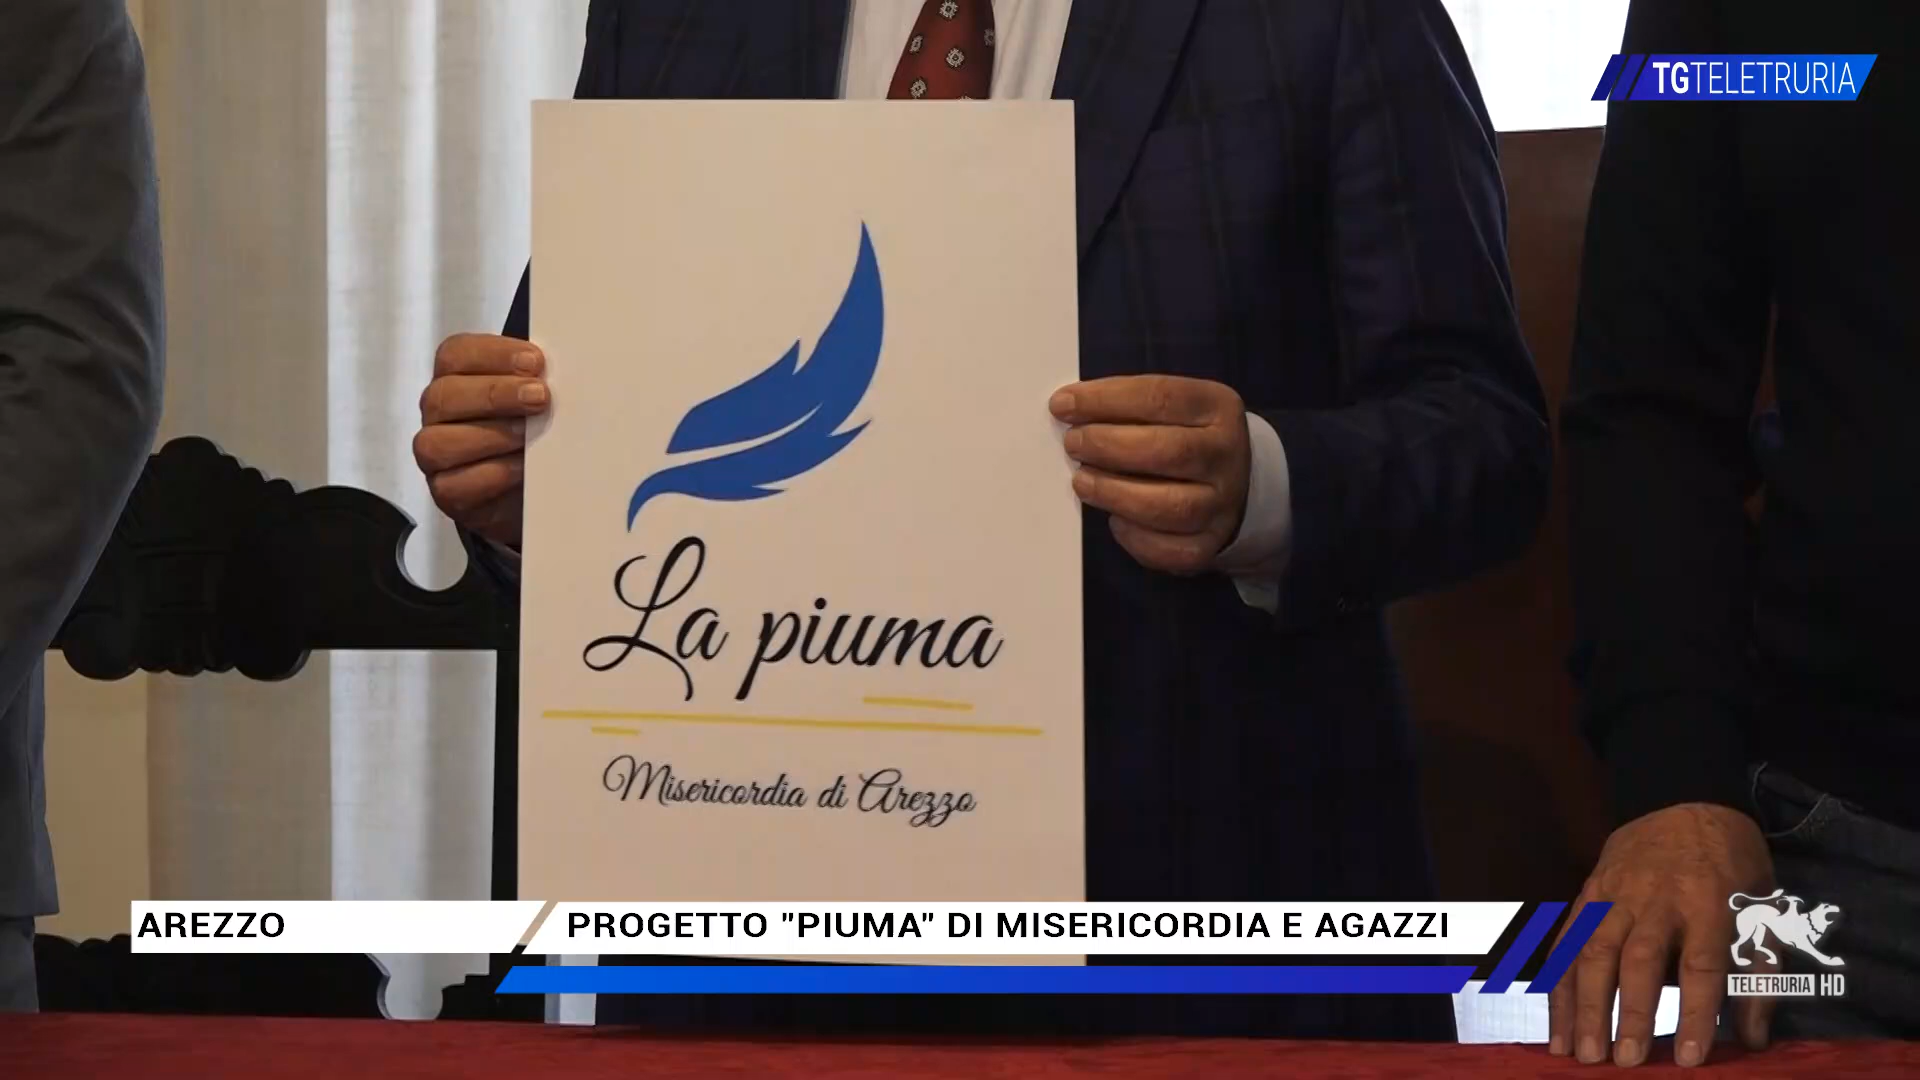 TGTELETRURIA
La piuma
Misericordia di Arezzo
AREZZO
PROGETTO "PIUMA" DI MISERICORDIA E AGAZZI
TELETRURIA HD